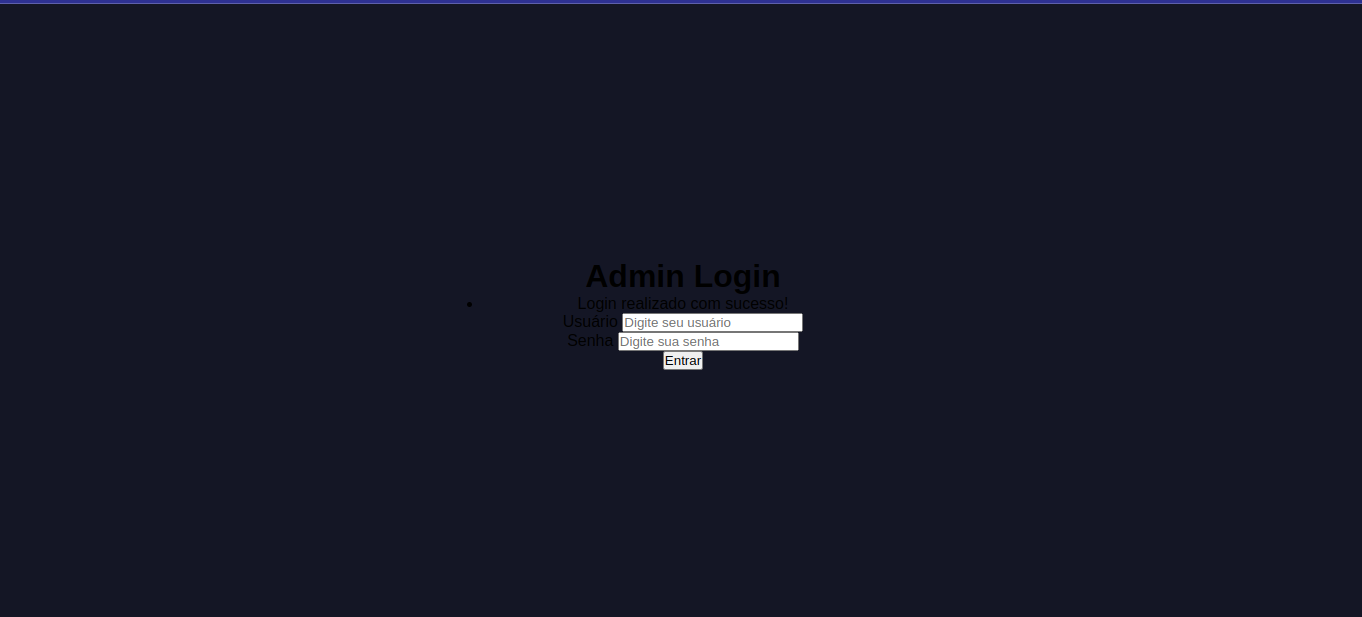 Admin Login
Login realizado com sucesso!
Usuário Digite seu usuário
Senha Digite sua senha
Entrar